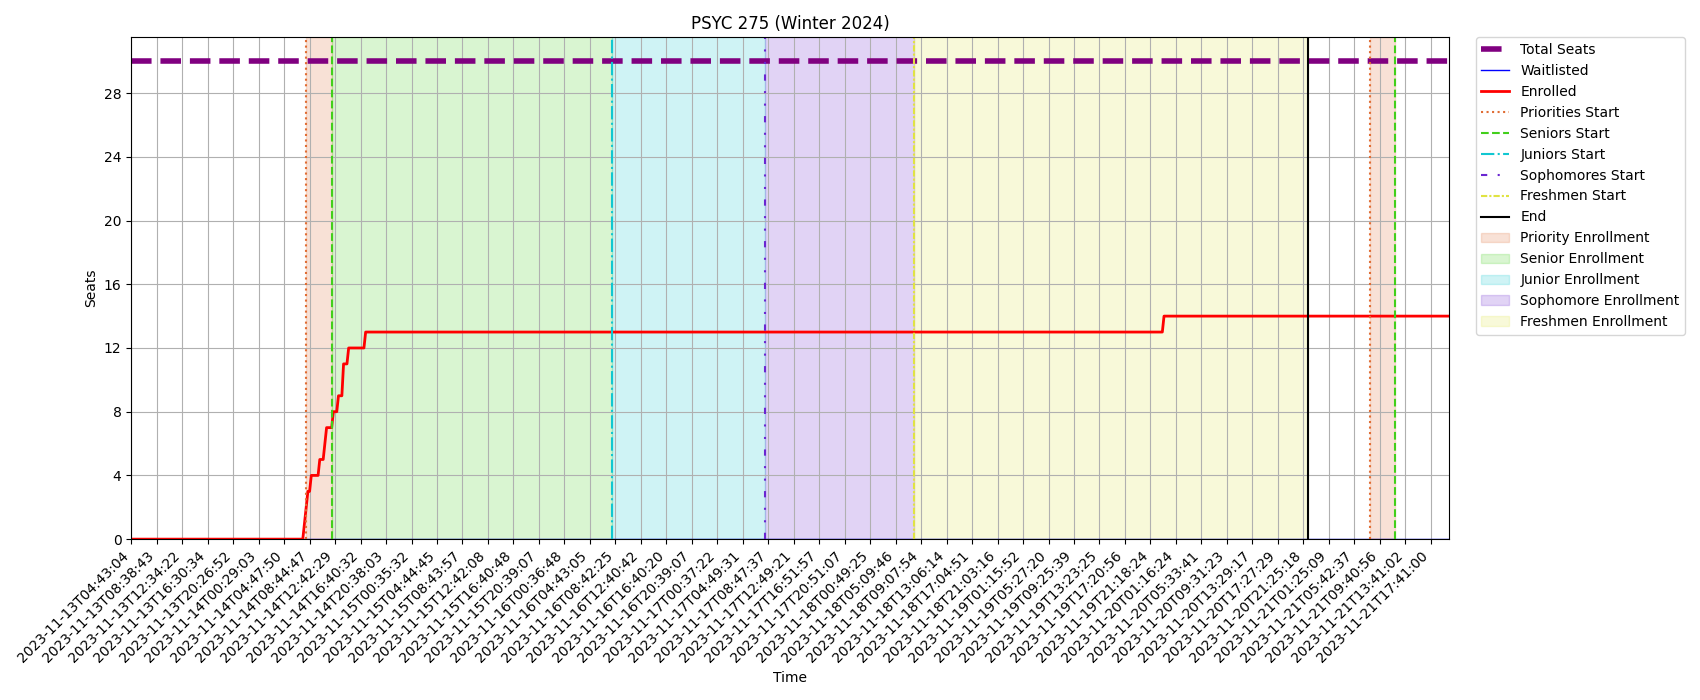 PSYC 275 (Winter 2024)
Total Seats
Waitlisted
Enrolled
Priorities Start
Seniors Start
Juniors Start
Sophomores Start
Freshmen Start
End
Priority Enrollment
Senior Enrollment
Junior Enrollment
Sophomore Enrollment
Freshmen Enrollment
Seats
28
24
20
16
12
8
4
0
2023-11-13T04:43:04
2023-11-13T08:38:43
2023-11-13T12:34:22
2023-11-13T16:30:34
2023-11-13T20:26:52
2023-11-14T00:29:03
2023-11-14T04:47:50
2023-11-14T08:44:47
2023-11-14T12:42:29
2023-11-14T16:40:32
2023-11-14T20:38:03
2023-11-15T00:35:32
2023-11-15T04:44:45
2023-11-15T08:43:57
2023-11-15T12:42:08
2023-11-15T16:40:48
2023-11-15T20:39:07
2023-11-16T00:36:48
2023-11-16T04:43:05
2023-11-16T08:42:25
2023-11-16T12:40:42
2023-11-16T16:40:20
2023-11-16T20:39:07
2023-11-17T00:37:22
2023-11-17T04:49:31
2023-11-17T08:47:37
2023-11-17T12:49:21
2023-11-17T16:51:57
2023-11-17T20:51:07
2023-11-18T00:49:25
2023-11-18T05:09:46
2023-11-18T09:07:54
2023-11-18T13:06:14
2023-11-18T17:04:51
2023-11-18T21:03:16
2023-11-19T01:15:52
2023-11-19T05:27:20
2023-11-19T09:25:39
2023-11-19T13:23:25
2023-11-19T17:20:56
2023-11-19T21:18:24
2023-11-20T01:16:24
2023-11-20T05:33:41
2023-11-20T09:31:23
2023-11-20T13:29:17
2023-11-20T17:27:29
2023-11-20T21:25:18
2023-11-21T01:25:09
2023-11-21T05:42:37
2023-11-21T09:40:56
2023-11-21T13:41:02
2023-11-21T17:41:00
Time